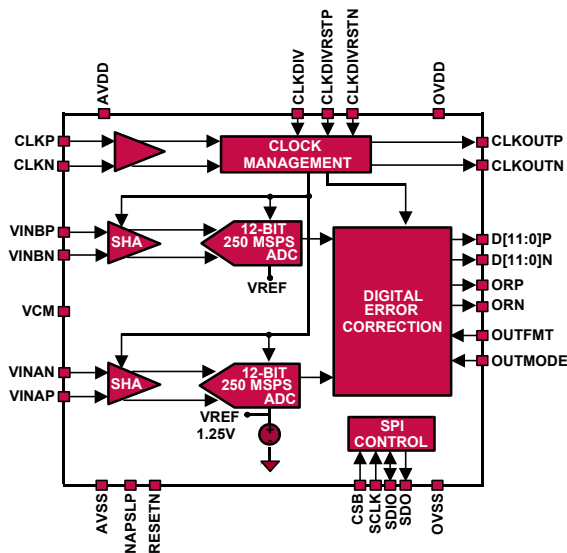 AVDD
CLKDIV
CLKDIVRSTP
CLKDIVRSTN
OVDD
CLKP
CLKN
CLOCK
MANAGEMENT
CLKOUTP
CLKOUTN
VINBP
VINBN
SHA
12-BIT
250 MSPS
ADC
VREF
D[11:0]P
D[11:0]N
ORP
ORN
OUTFMT
OUTMODE
DIGITAL
ERROR
CORRECTION
VCM
VINAN
VINAP
SHA
12-BIT
250 MSPS
ADC
VREF
1.25V
+
–
SPI
CONTROL
AVSS
NAPSLP
RESETN
CSB
SCLK
SDIO
SDO
OVSS